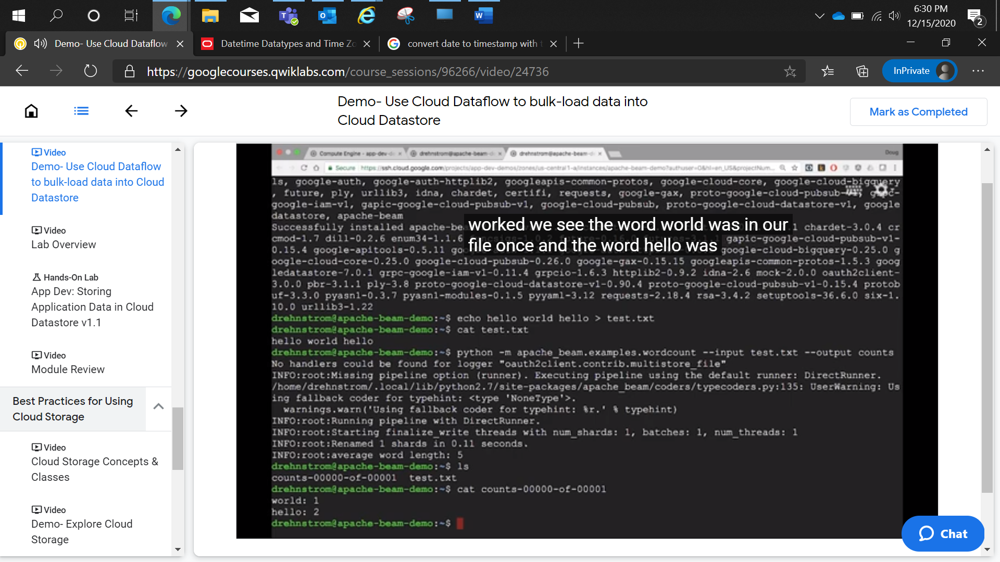 6:30 PM
12/15/2020
2
Demo- Use Cloud Dataflow
Datetime Datatypes and Time Zo
convert date to timestamp with t
https://googlecourses.qwiklabs.com/course_sessions/96266/video/24736
InPrivate
Demo- Use Cloud Dataflow to bulk-load data into
Cloud Datastore
Mark as Completed
Video
Demo- Use Cloud Dataflow
to bulk-load data into Cloud
Datastore
Video
Lab Overview
Hands-On Lab
App Dev: Storing
Application Data in Cloud
Datastore v1.1
Video
Module Review
Best Practices for Using
Cloud Storage
Video
Cloud Storage Concepts &
Classes
Video
Demo- Explore Cloud
Storage
Compute Engine - app-dev-d
drehnstrom@apache-beam-d
drehnstrom@apache-beam-d
Doug
Secure https://ssh.cloud.google.com/projects/app-dev-demos/zones/us-central1-a/instances/apache-beam-demo?authuser=0&hl=en_US&projectNum...
ls, google-auth, google-auth-httplib2, googleapis-common-protos, google-cloud-core, google-cloud-bigquery
, future, ply, urllib3, idna, chardet, certifi, requests, google-gax, proto-google-cloud-pubsub-v1, grpc-
google-iam-v1, gapic-google-cloud-pubsub-v1, google-cloud-pubsub, proto-google-cloud-datastore-v1, google
datastore, apache-beam
Successfully installed apache-be 1 chardet-3.0.4 cr
cmod-1.7 dill-0.2.6 enum34-1.1.6 funcsigs-1.0.2 future-0.16.0 futures-3.1.1 gapic-google-cloud-pubsub-v1-
0.15.4 google-apitools-0.5.11 go google-cloud-bigquery-0.25.0 g
oogle-cloud-core-0.25.0 google-cloud-pubsub-0.26.0 google-gax-0.15.15 googleapis-common-protos-1.5.3 goog
ledatastore-7.0.1 grpc-google-iam-v1-0.11.4 grpcio-1.6.3 httplib2-0.9.2 idna-2.6 mock-2.0.0 oauth2client-
3.0.0 pbr-3.1.1 ply-3.8 proto-google-cloud-datastore-v1-0.90.4 proto-google-cloud-pubsub-v1-0.15.4 protob
uf-3.3.0 pyasn1-0.3.7 pyasn1-modules-0.1.5 pyyaml-3.12 requests-2.18.4 rsa-3.4.2 setuptools-36.6.0 six-1.
10.0 urllib3-1.22
worked we see the word world was in our
file once and the word hello was
drehnstrom@apache-beam-demo:~$ echo hello world hello > test.txt
drehnstrom@apache-beam-demo:~$ cat test.txt
hello world hello
drehnstrom@apache-beam-demo:~$ python -m apache_beam.examples.wordcount --input test.txt --output counts
No handlers could be found for logger "oauth2client.contrib.multistore_file"
INFO:root:Missing pipeline option (runner). Executing pipeline using the default runner: DirectRunner.
/home/drehnstrom/.local/lib/python2.7/site-packages/apache_beam/coders/typecoders.py:135: UserWarning: Us
ing fallback coder for typehint: <type 'NoneType'>.
warnings.warn('Using fallback coder for typehint: %r.' % typehint)
INFO:root:Running pipeline with DirectRunner.
INFO:root:Starting finalize_write threads with num_shards: 1, batches: 1, num_threads: 1
INFO:root:Renamed 1 shards in 0.11 seconds.
INFO:root:average word length: 5
drehnstrom@apache-beam-demo:~$ ls
counts-00000-of-00001 test.txt
drehnstrom@apache-beam-demo:~$ cat counts-00000-of-00001
world: 1
hello: 2
drehnstrom@apache-beam-demo:~$
Chat